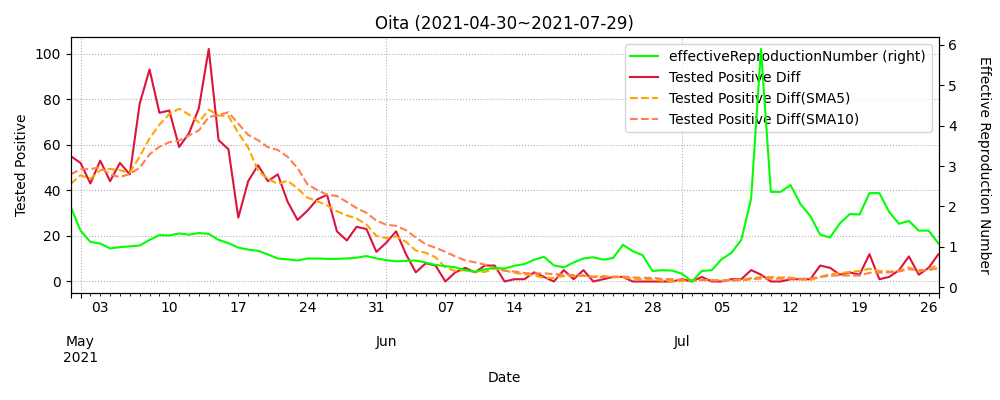 Oita (2021-04-30~2021-07-29)
effectiveReproductionNumber (right)
Tested Positive Diff
Tested Positive Diff(SMA5)
Tested Positive Diff(SMA10)
Tested Positive
100
80
60
40
20
0
6
5
4
3
2
1
0
Effective Reproduction Number
03 10 17 24 31 07 14 21 28 05 12 19 26
May Jun Jul
2021
Date